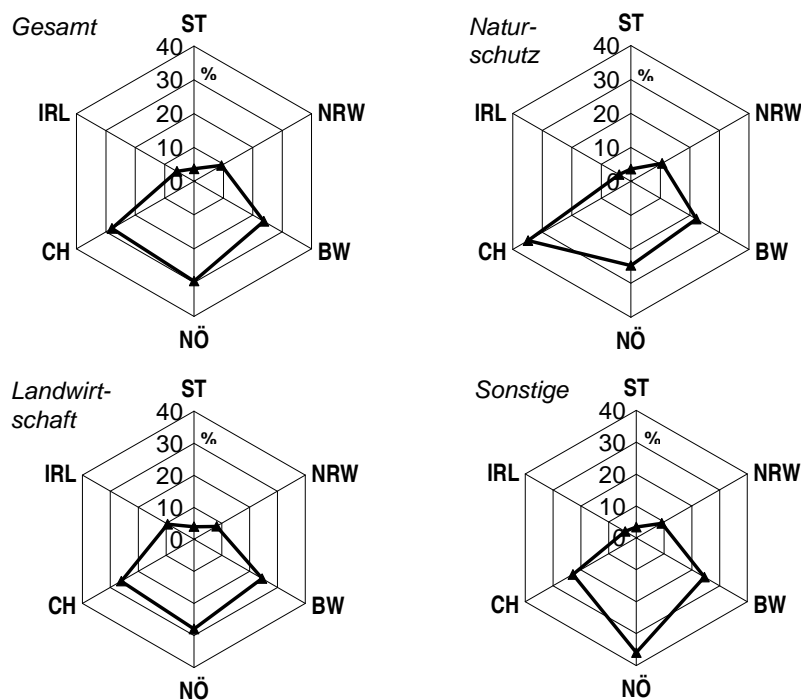 Gesamt
ST
40
%
30
20
10
0
IRL
NRW
CH
BW
NÖ
Natur-
schutz
ST
40
%
30
20
10
0
IRL
NRW
CH
BW
NÖ
Landwirt-
schaft
ST
40
%
30
20
10
0
IRL
NRW
CH
BW
NÖ
Sonstige
ST
40
%
30
20
10
0
IRL
NRW
CH
BW
NÖ